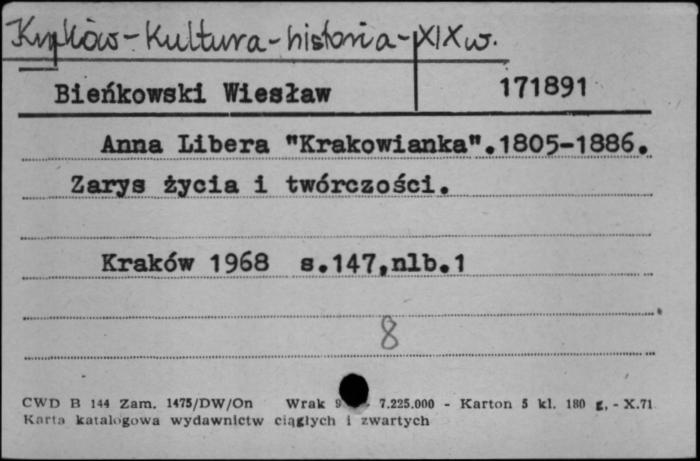 Kraków - Kultura - historia - XIX w.
Bieńkowski Wiesław 171891
Anna Libera "Krakowianka".1805-1886.
Zarys życia i twórczości.
Kraków 1968 s.147,nlb.1
8
CWD B 144 Zam. 1475/DW/On Wrak 7.225.000 - Karton 5 kl. 180 g, - X.71
Karta katalogowa wydawnictw ciągłych i zwartych